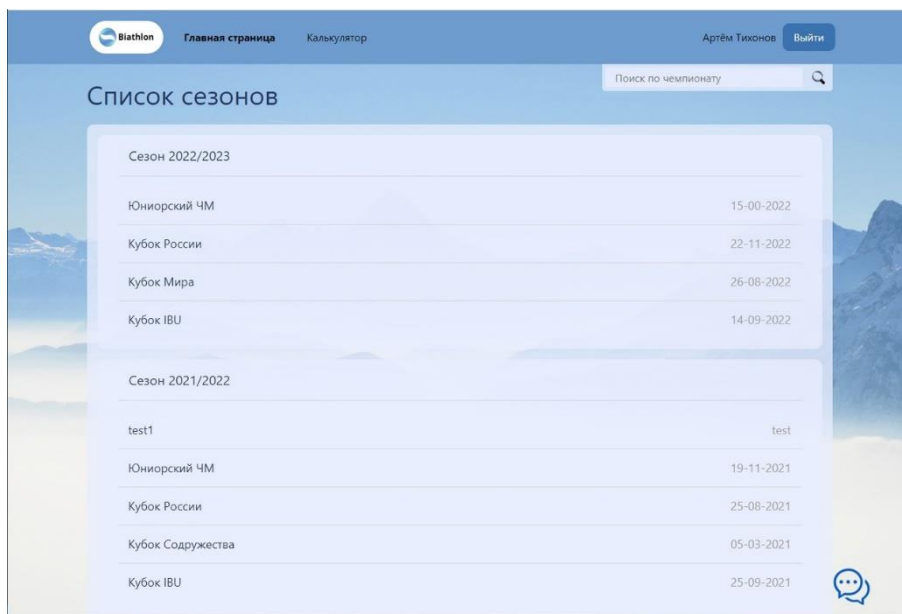 Biathlon Главная страница Калькулятор Артём Тихонов Выйти
Поиск по чемпионату
Список сезонов
Сезон 2022/2023
Юниорский ЧМ 15-00-2022
Кубок России 22-11-2022
Кубок Мира 26-08-2022
Кубок IBU 14-09-2022
Сезон 2021/2022
test1 test
Юниорский ЧМ 19-11-2021
Кубок России 25-08-2021
Кубок Содружества 05-03-2021
Кубок IBU 25-09-2021